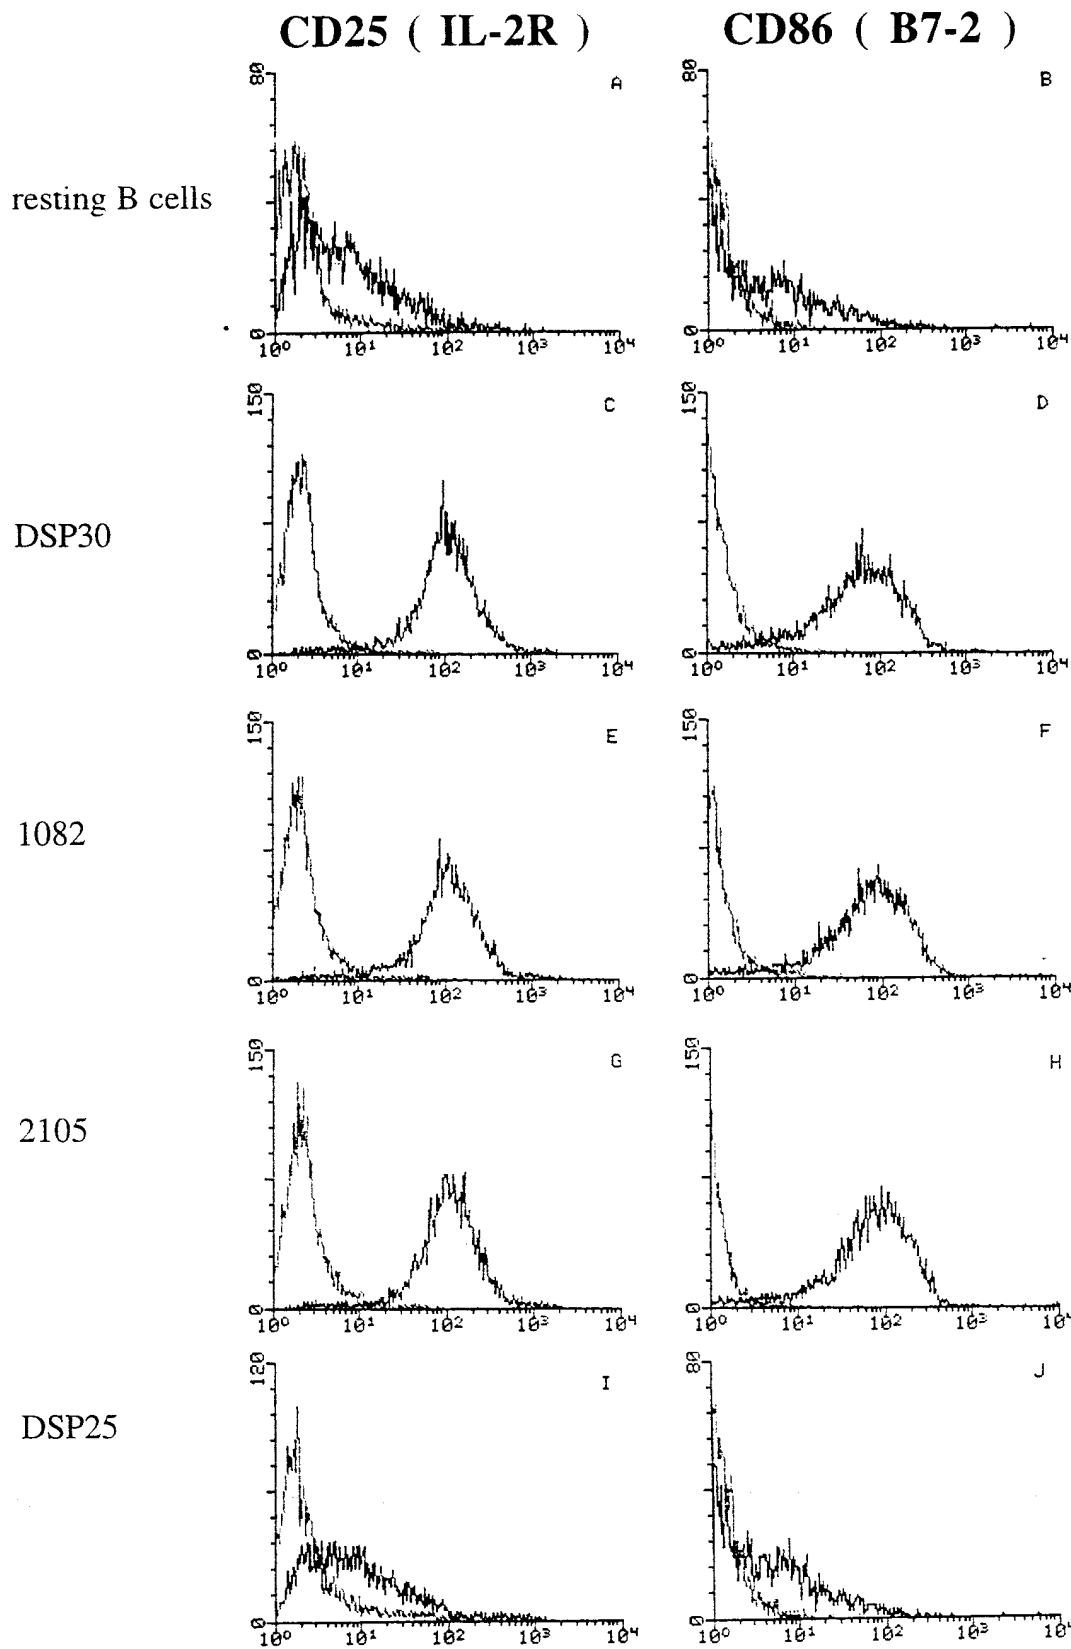 CD25 ( IL-2R ) CD86 ( B7-2 )
80 A 80 B
resting B cells
0 0
10⁰ 10¹ 10² 10³ 10⁴ 10⁰ 10¹ 10² 10³ 10⁴
150 C 150 D
DSP30
0 0
10⁰ 10¹ 10² 10³ 10⁴ 10⁰ 10¹ 10² 10³ 10⁴
150 E 150 F
1082
0 0
10⁰ 10¹ 10² 10³ 10⁴ 10⁰ 10¹ 10² 10³ 10⁴
150 G 150 H
2105
0 0
10⁰ 10¹ 10² 10³ 10⁴ 10⁰ 10¹ 10² 10³
120 I 80 J
DSP25
0 0
10⁰ 10¹ 10² 10³ 10⁴ 10⁰ 10¹ 10² 10³